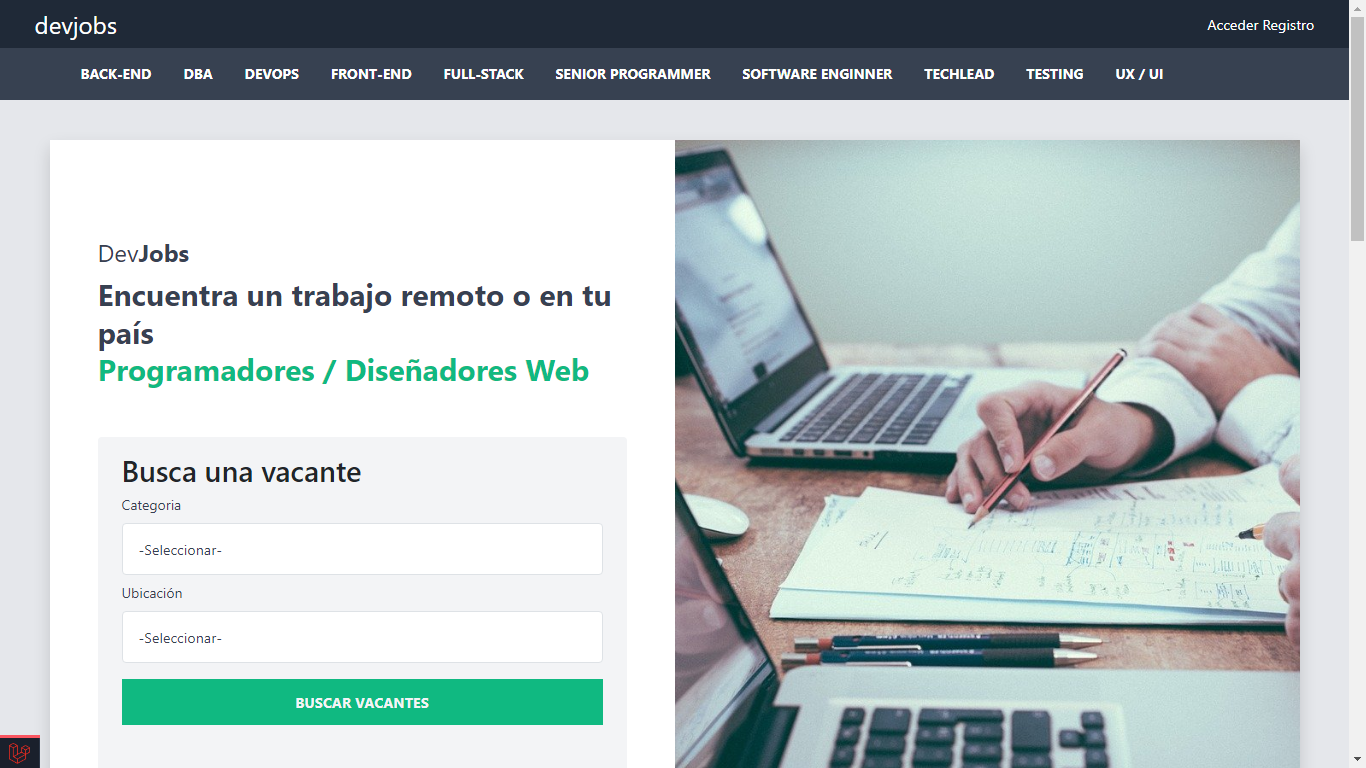 devjobs
Acceder Registro
BACK-END DBA DEVOPS FRONT-END FULL-STACK SENIOR PROGRAMMER SOFTWARE ENGINNER TECHLEAD TESTING UX / UI
DevJobs
Encuentra un trabajo remoto o en tu
país
Programadores / Diseñadores Web
Busca una vacante
Categoria
-Seleccionar-
Ubicación
-Seleccionar-
BUSCAR VACANTES